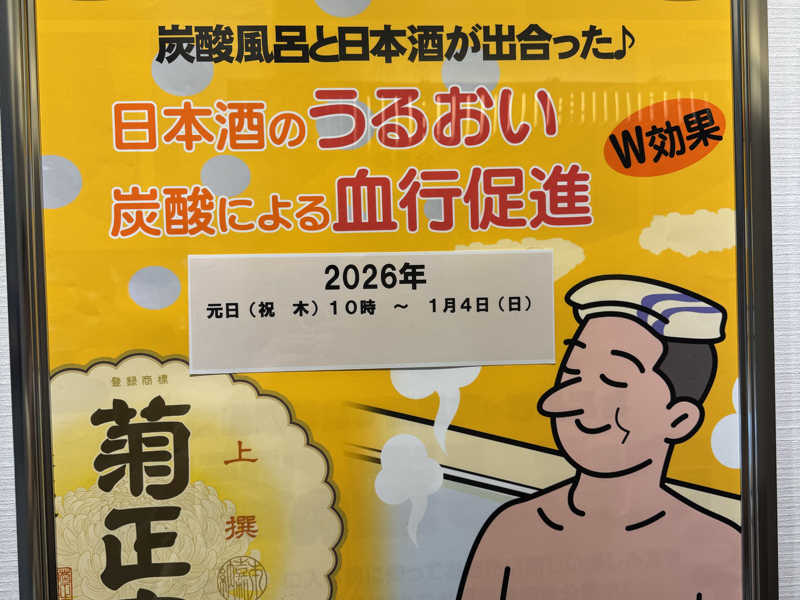 炭酸風呂と日本酒が出合った♪
日本酒のうるおい
炭酸による血行促進
W効果
2026年
元日（祝　木）１０時　～　１月４日（日）
登録商標
菊正
上撰